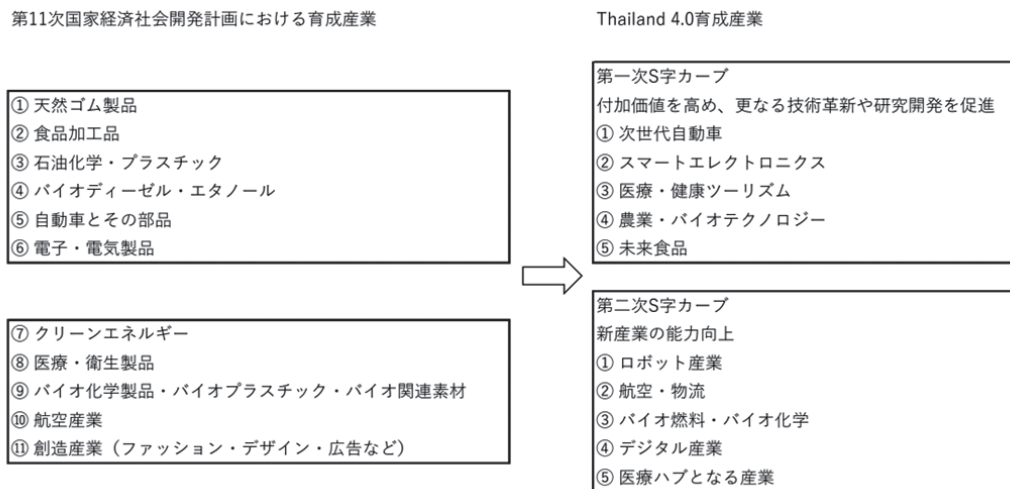 第11次国家経済社会開発計画における育成産業
① 天然ゴム製品
② 食品加工品
③ 石油化学・プラスチック
④ バイオディーゼル・エタノール
⑤ 自動車とその部品
⑥ 電子・電気製品
⑦ クリーンエネルギー
⑧ 医療・衛生製品
⑨ バイオ化学製品・バイオプラスチック・バイオ関連素材
⑩ 航空産業
⑪ 創造産業（ファッション・デザイン・広告など）
Thailand 4.0育成産業
第一次S字カーブ
付加価値を高め、更なる技術革新や研究開発を促進
① 次世代自動車
② スマートエレクトロニクス
③ 医療・健康ツーリズム
④ 農業・バイオテクノロジー
⑤ 未来食品
第二次S字カーブ
新産業の能力向上
① ロボット産業
② 航空・物流
③ バイオ燃料・バイオ化学
④ デジタル産業
⑤ 医療ハブとなる産業